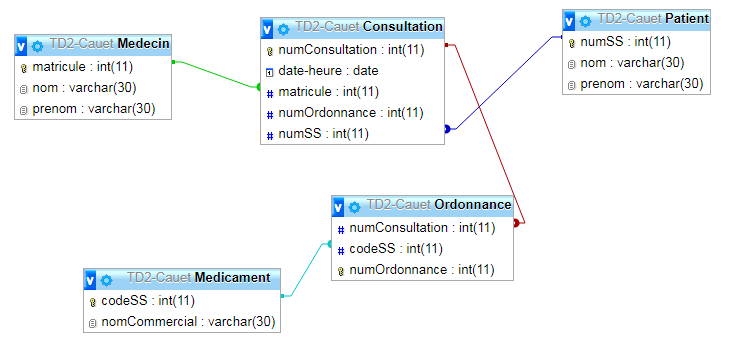 TD2-Cauet Medecin
matricule : int(11)
nom : varchar(30)
prenom : varchar(30)
TD2-Cauet Consultation
numConsultation : int(11)
date-heure : date
# matricule : int(11)
# numOrdonnance : int(11)
# numSS : int(11)
TD2-Cauet Patient
numSS : int(11)
nom : varchar(30)
prenom : varchar(30)
TD2-Cauet Ordonnance
# numConsultation : int(11)
# codeSS : int(11)
numOrdonnance : int(11)
TD2-Cauet Medicament
codeSS : int(11)
nomCommercial : varchar(30)